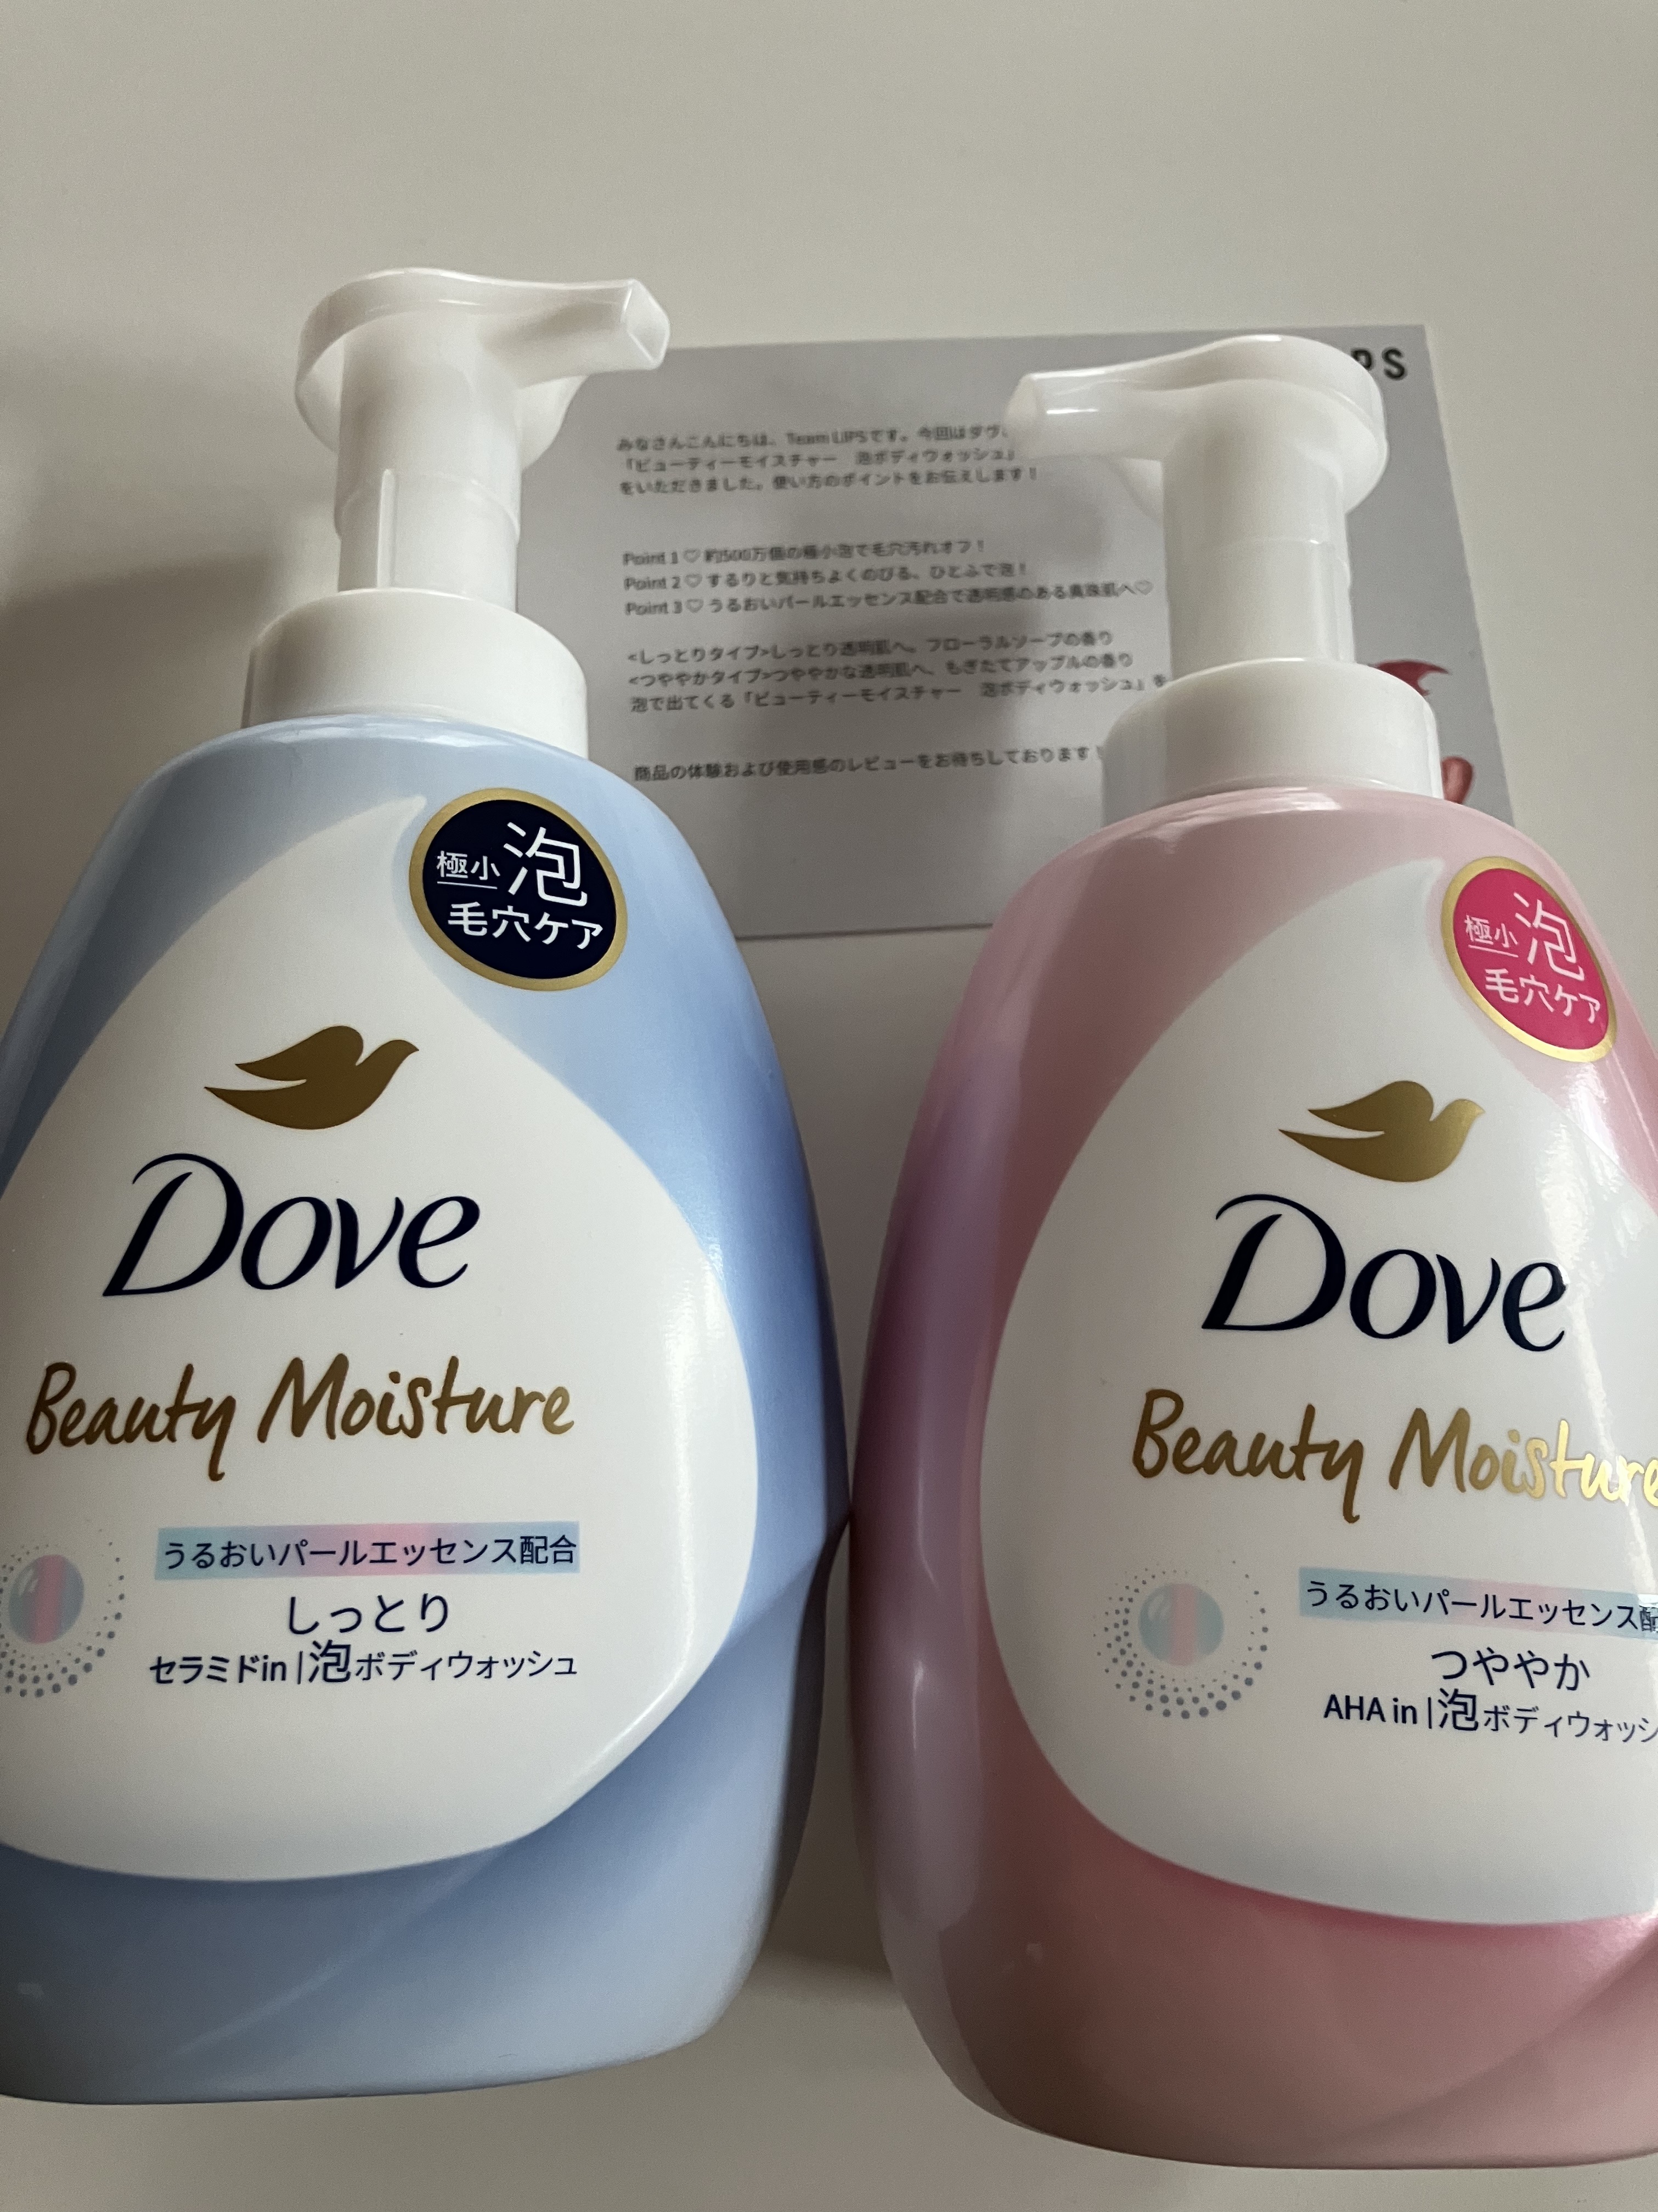 PS
みなさんこんにちは、Team LIPSです。今回はダヴ
「ビューティーモイスチャー　泡ボディウォッシュ」
をいただきました。使い方のポイントをお伝えします！
Point 1 ♡ 約500万個の極小泡で毛穴汚れオフ！
Point 2 ♡ するりと気持ちよくのびる、ひとふで泡！
Point 3 ♡ うるおいパールエッセンス配合で透明感のある真珠肌へ♡
<しっとりタイプ>しっとり透明肌へ。フローラルソープの香り
<つややかタイプ>つややかな透明肌へ、もぎたてアップルの香り
泡で出てくる「ビューティーモイスチャー　泡ボディウォッシュ」を
商品の体験および使用感のレビューをお待ちしております！
極小泡
毛穴ケア
Dove
Beauty Moisture
うるおいパールエッセンス配合
しっとり
セラミドin|泡ボディウォッシュ
極小泡
毛穴ケア
Dove
Beauty Moisture
うるおいパールエッセンス配
つややか
AHA in|泡ボディウォッシ